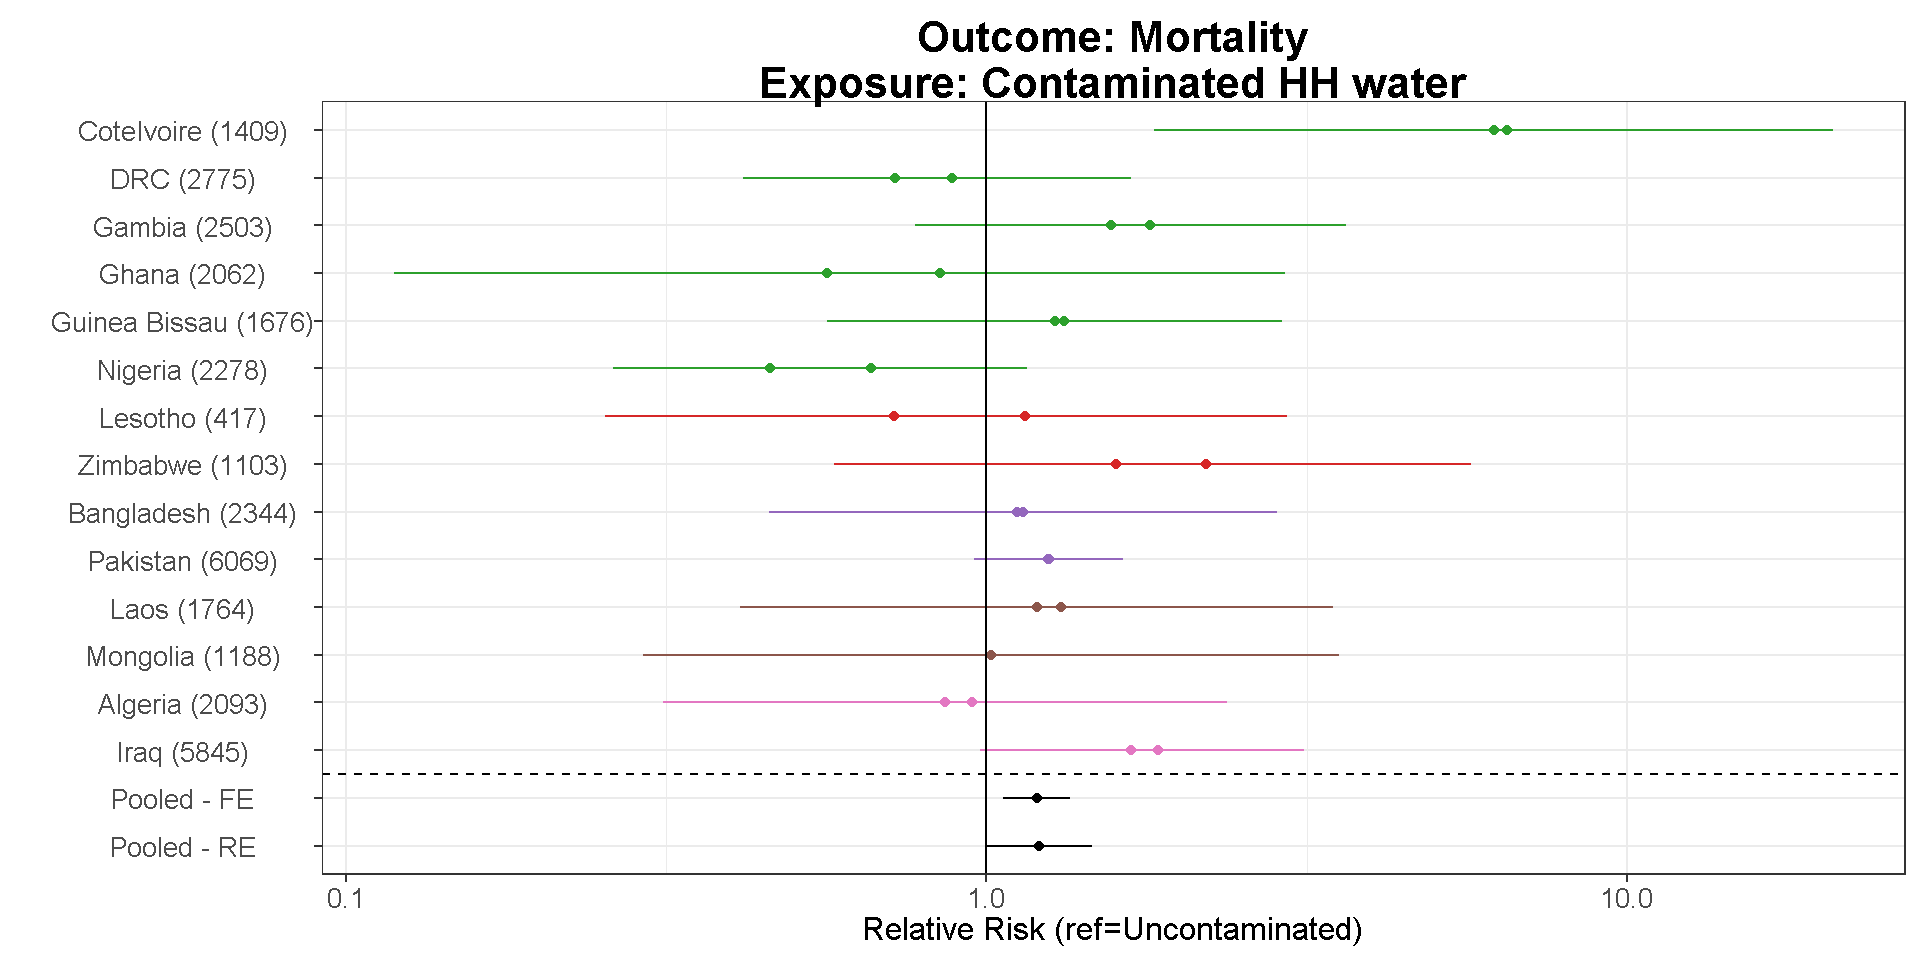 Outcome: Mortality
Exposure: Contaminated HH water
CoteIvoire (1409)
DRC (2775)
Gambia (2503)
Ghana (2062)
Guinea Bissau (1676)
Nigeria (2278)
Lesotho (417)
Zimbabwe (1103)
Bangladesh (2344)
Pakistan (6069)
Laos (1764)
Mongolia (1188)
Algeria (2093)
Iraq (5845)
Pooled - FE
Pooled - RE
0.1 1.0 10.0
Relative Risk (ref=Uncontaminated)